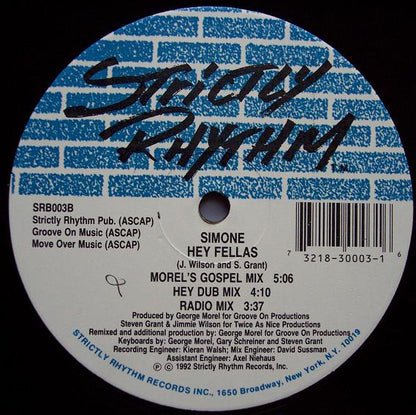 STRICTLY
RHYTHM
T.M.
SRB003B
Strictly Rhythm Pub. (ASCAP)
Groove On Music (ASCAP)
Move Over Music (ASCAP)
7 3218-30003-1 6
SIMONE
HEY FELLAS
(J. Wilson and S. Grant)
MOREL'S GOSPEL MIX 5:06
HEY DUB MIX 4:10
RADIO MIX 3:37
Produced by George Morel for Groove On Productions
Steven Grant & Jimmie Wilson for Twice As Nice Productions
Remixed and additional production by: George Morel for Groove On Productions
Keyboards by: George Morel, Gary Schreiner and Steven Grant
Recording Engineer: Kieran Walsh; Mix Engineer: David Sussman
Assistant Engineer: Axel Niehaus
℗ © 1992 Strictly Rhythm Records Inc.
STRICTLY RHYTHM RECORDS INC., 1650 Broadway, New York, N.Y. 10019